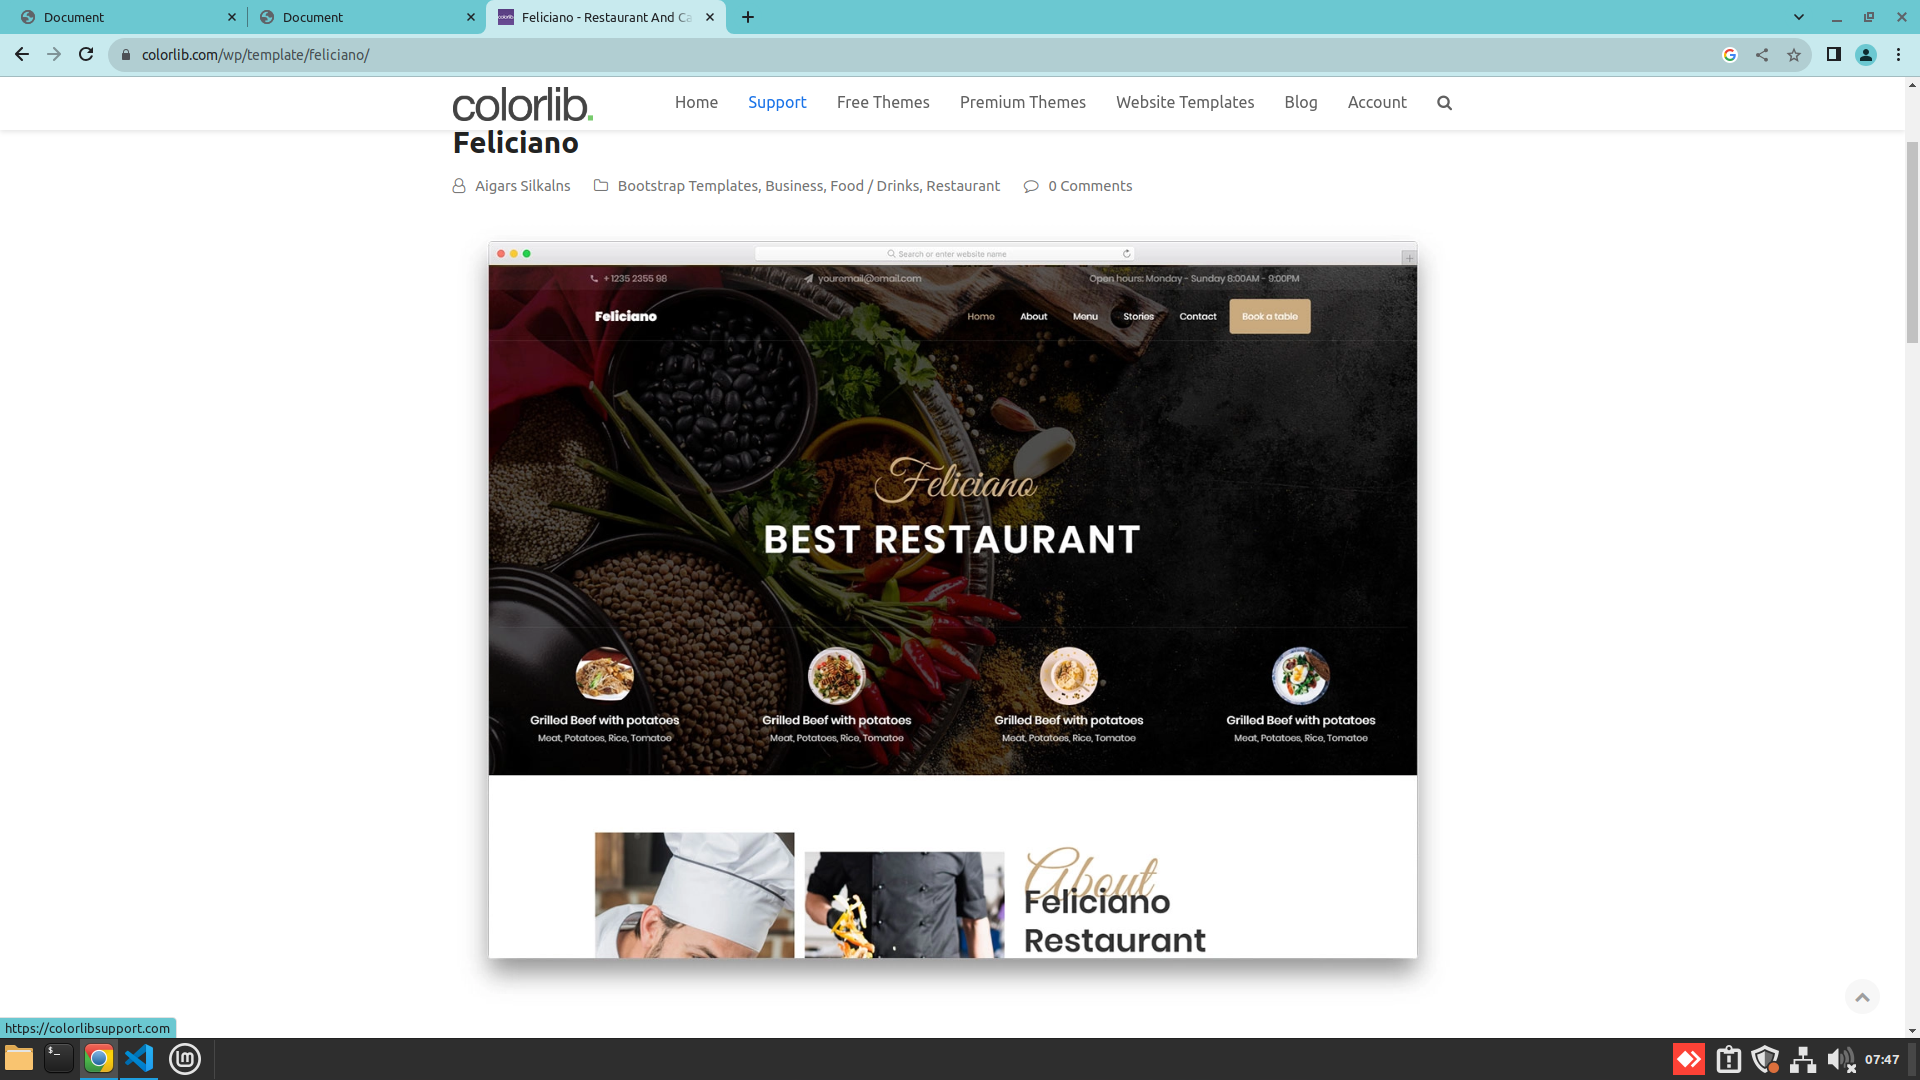 Document
Document
Feliciano - Restaurant And Ca
colorlib.com/wp/template/feliciano/
colorlib.
Home
Support
Free Themes
Premium Themes
Website Templates
Blog
Account
Feliciano
Aigars Silkalns
Bootstrap Templates, Business, Food / Drinks, Restaurant
0 Comments
Search or enter website name
+ 1235 2355 98
youremail@email.com
Open hours: Monday - Sunday 8:00AM - 9:00PM
Feliciano
Home
About
Menu
Stories
Contact
Book a table
Feliciano
BEST RESTAURANT
Grilled Beef with potatoes
Meat, Potatoes, Rice, Tomatoe
Grilled Beef with potatoes
Meat, Potatoes, Rice, Tomatoe
Grilled Beef with potatoes
Meat, Potatoes, Rice, Tomatoe
Grilled Beef with potatoes
Meat, Potatoes, Rice, Tomatoe
About
Feliciano
Restaurant
https://colorlibsupport.com
07:47